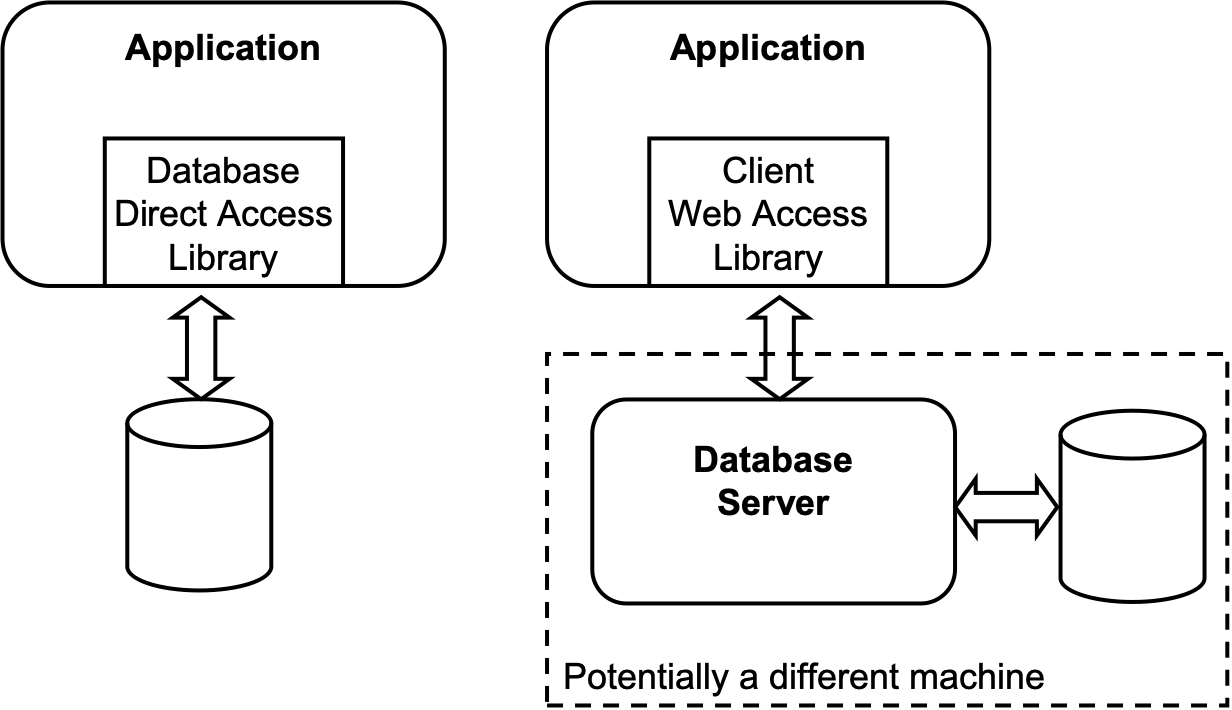 Application
Database
Direct Access
Library
Application
Client
Web Access
Library
Database
Server
Potentially a different machine